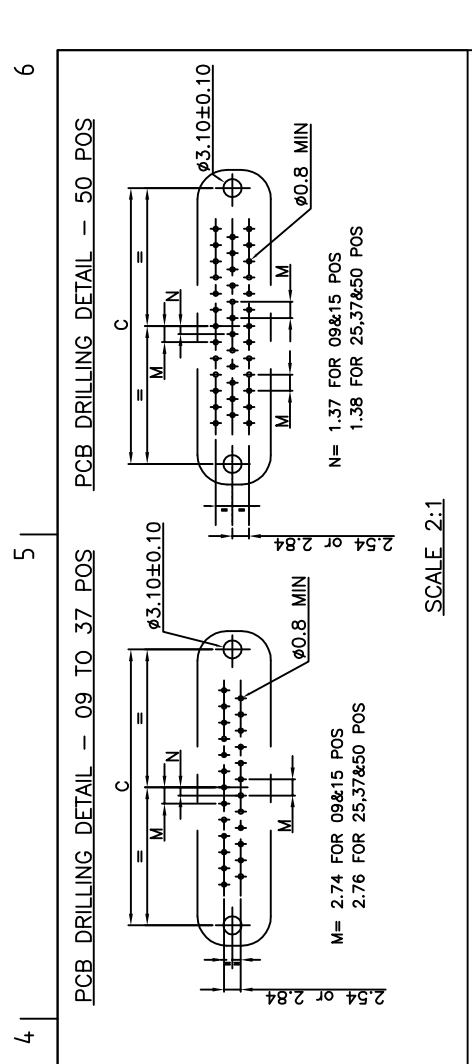 4
5
6
PCB DRILLING DETAIL - 09 TO 37 POS
C
=
=
ø3.10±0.10
M
N
ø0.8 MIN
M
2.54 or 2.84
M= 2.74 FOR 09&15 POS
2.76 FOR 25,37&50 POS
PCB DRILLING DETAIL - 50 POS
C
=
=
ø3.10±0.10
M
N
ø0.8 MIN
M
M
=
=
2.54 or 2.84
N= 1.37 FOR 09&15 POS
1.38 FOR 25,37&50 POS
SCALE 2:1